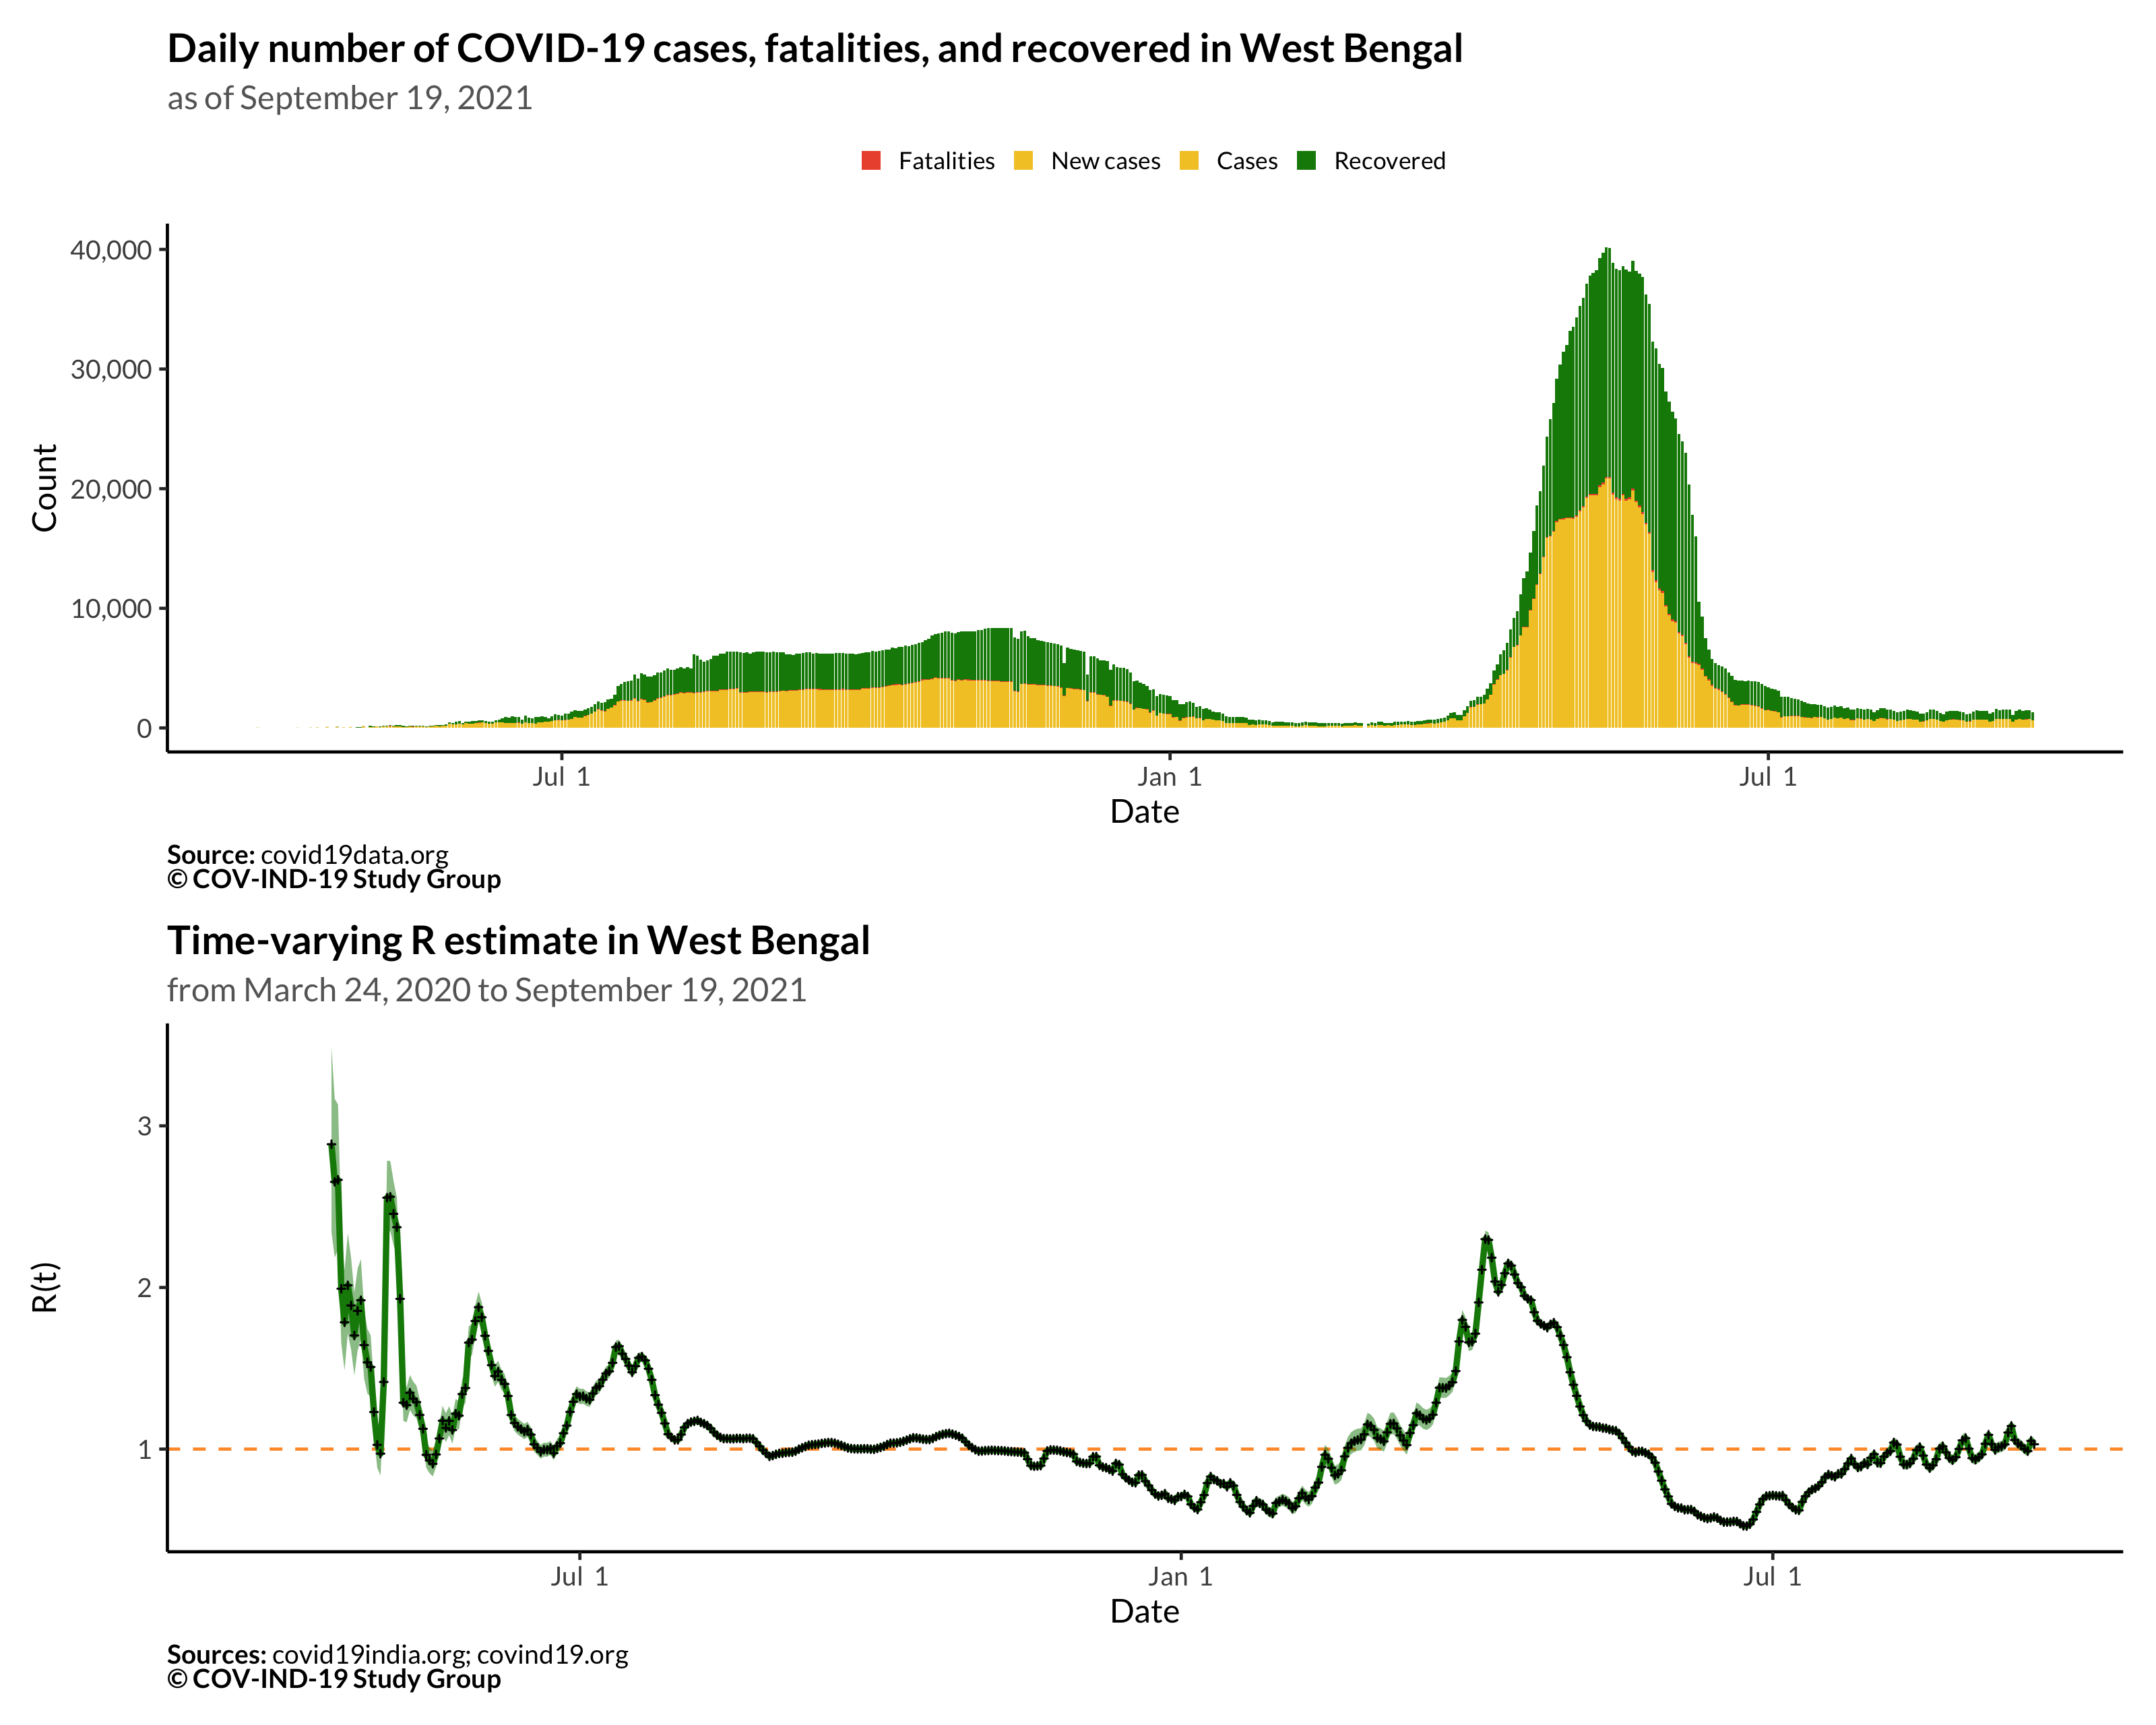 Daily number of COVID-19 cases, fatalities, and recovered in West Bengal
as of September 19, 2021
Fatalities New cases Cases Recovered
40,000
30,000
20,000
10,000
0
Count
Jul 1 Jan 1 Jul 1
Date
Source: covid19data.org
© COV-IND-19 Study Group
Time-varying R estimate in West Bengal
from March 24, 2020 to September 19, 2021
3
2
1
R(t)
Jul 1 Jan 1 Jul 1
Date
Sources: covid19india.org; covind19.org
© COV-IND-19 Study Group